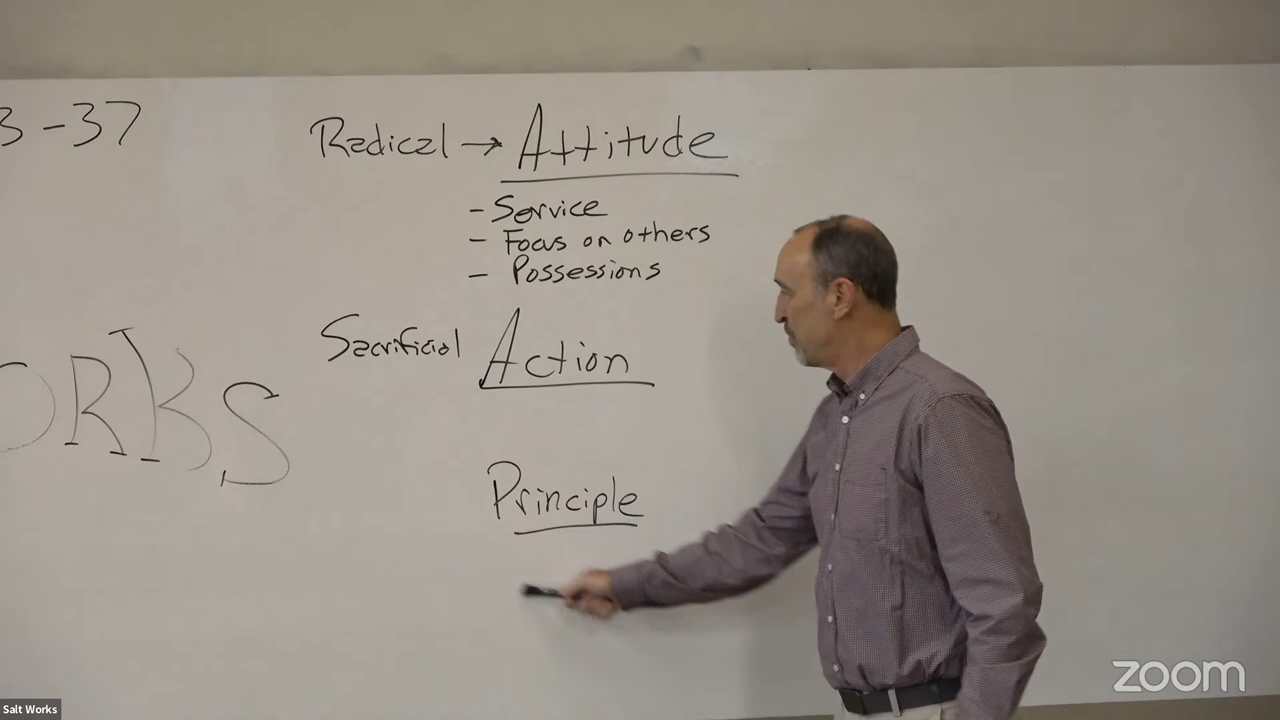 3-37
Radical → Attitude
- Service
- Focus on others
- Possessions
Sacrificial Action
ORKS
Principle
zoom
Salt Works